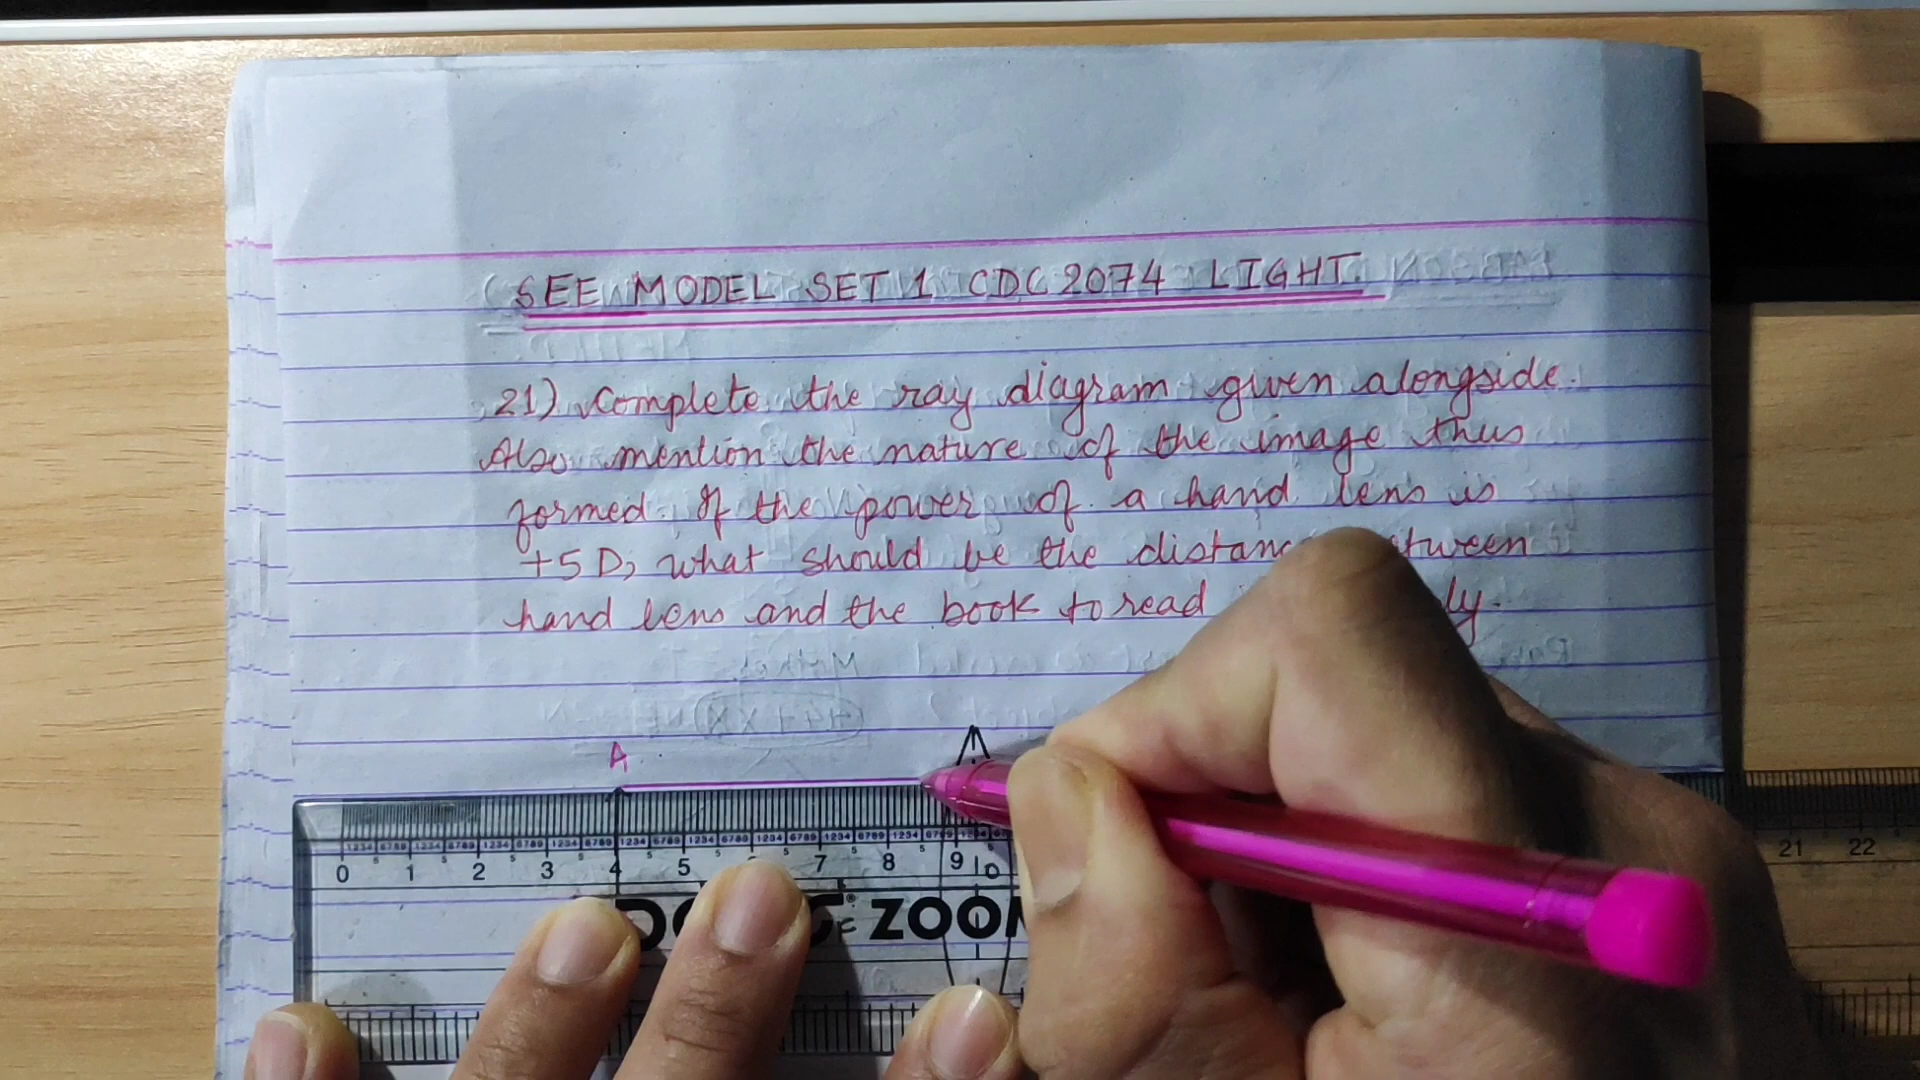 SEE MODEL SET 1 CDC 2074 LIGHT
21) Complete the ray diagram given alongside.
Also mention the nature of the image thus
formed. If the power of a hand lens is
+5 D, what should be the distance between
hand lens and the book to read
A
0 1 2 3 4 5 7 8 9 10
21 22
F
ZOOM